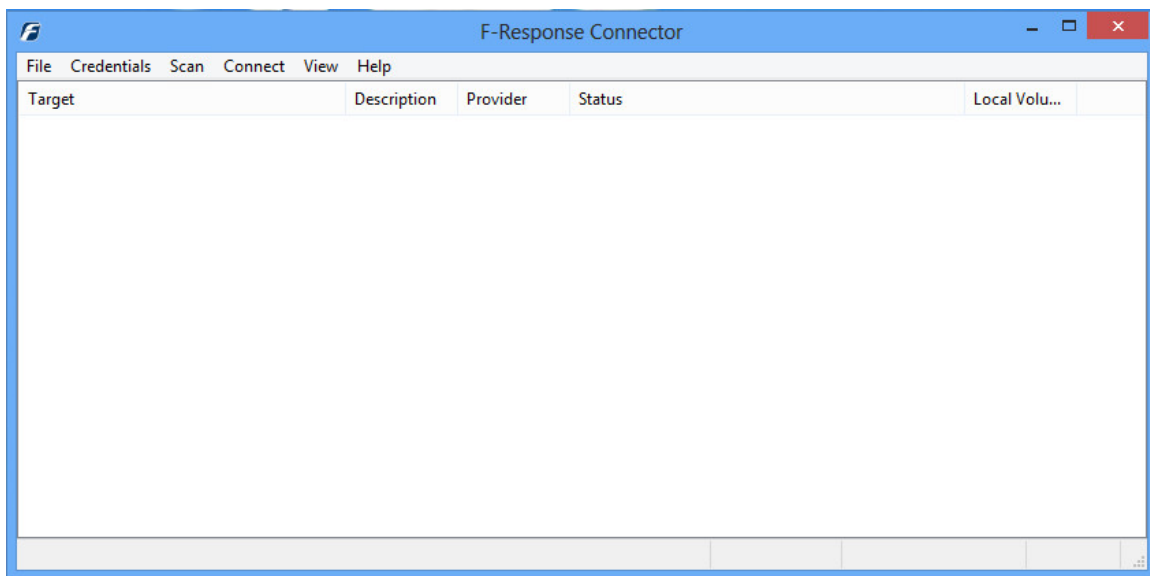 F-Response Connector
File Credentials Scan Connect View Help
Target Description Provider Status Local Volu...